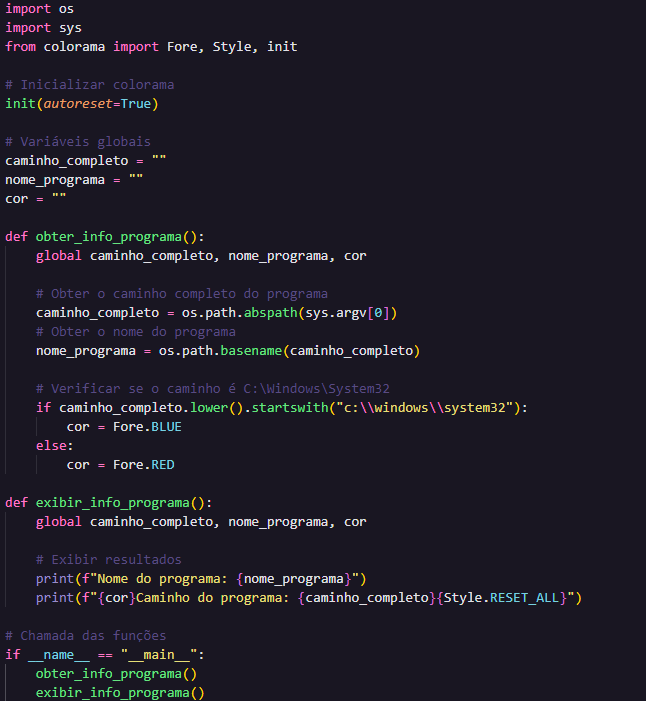 import os
import sys
from colorama import Fore, Style, init

# Inicializar colorama
init(autoreset=True)

# Variáveis globais
caminho_completo = ""
nome_programa = ""
cor = ""

def obter_info_programa():
    global caminho_completo, nome_programa, cor

    # Obter o caminho completo do programa
    caminho_completo = os.path.abspath(sys.argv[0])
    # Obter o nome do programa
    nome_programa = os.path.basename(caminho_completo)

    # Verificar se o caminho é C:\Windows\System32
    if caminho_completo.lower().startswith("c:\\windows\\system32"):
        cor = Fore.BLUE
    else:
        cor = Fore.RED

def exibir_info_programa():
    global caminho_completo, nome_programa, cor

    # Exibir resultados
    print(f"Nome do programa: {nome_programa}")
    print(f"{cor}Caminho do programa: {caminho_completo}{Style.RESET_ALL}")

# Chamada das funções
if __name__ == "__main__":
    obter_info_programa()
    exibir_info_programa()